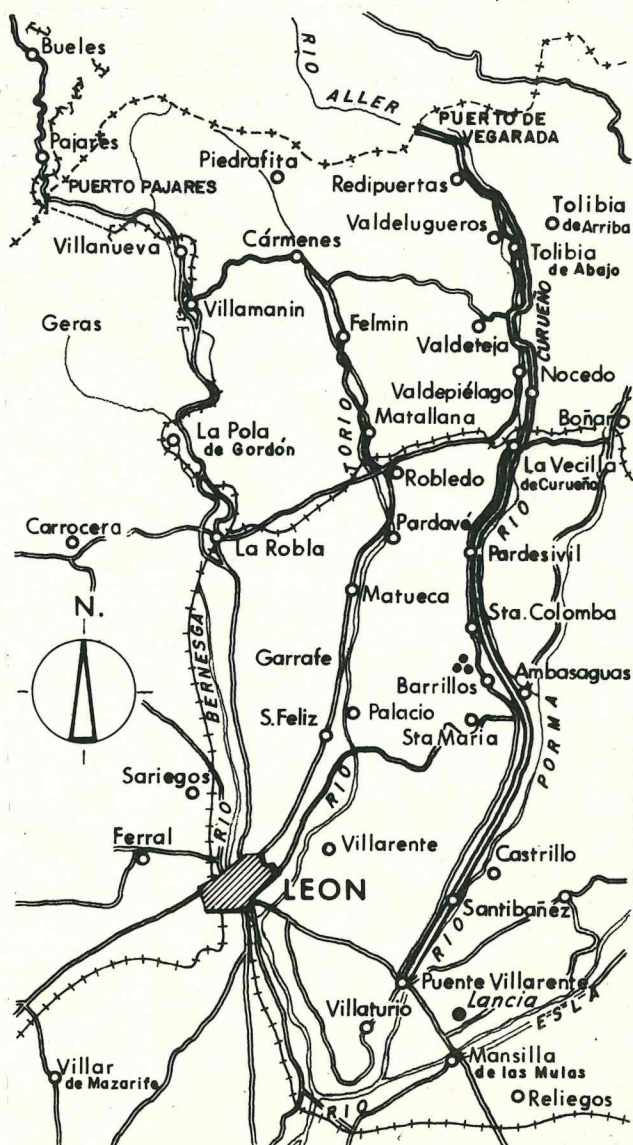 Bueles
RIO
ALLER
Pajares
PUERTO DE
VEGARADA
Piedrafita
PUERTO PAJARES
Redipuertas
Tolibia
de Arriba
Valdelugueros
Villanueva
Cármenes
Tolibia
de Abajo
Villamanin
CURUEÑO
Geras
Felmin
Valdeteja
Nocedo
Valdepiélago
Boñar
La Pola
de Gordón
Matallana
TORIO
Robledo
La Vecilla
de Curueño
RIO
Carrocera
La Robla
Pardavé
Pardesivil
N.
Matueca
Sta. Colomba
BERNESGA
Garrafe
Barrillos
Ambasaguas
S. Feliz
Palacio
Sta Maria
PORMA
RIO
Sariegos
RIO
Ferral
Villarente
Castrillo
LEON
Santibañez
RIO
Puente Villarente
Lancia
ESLA
Villaturio
Villar
de Mazarife
Mansilla
de las Mulas
RIO
Reliegos